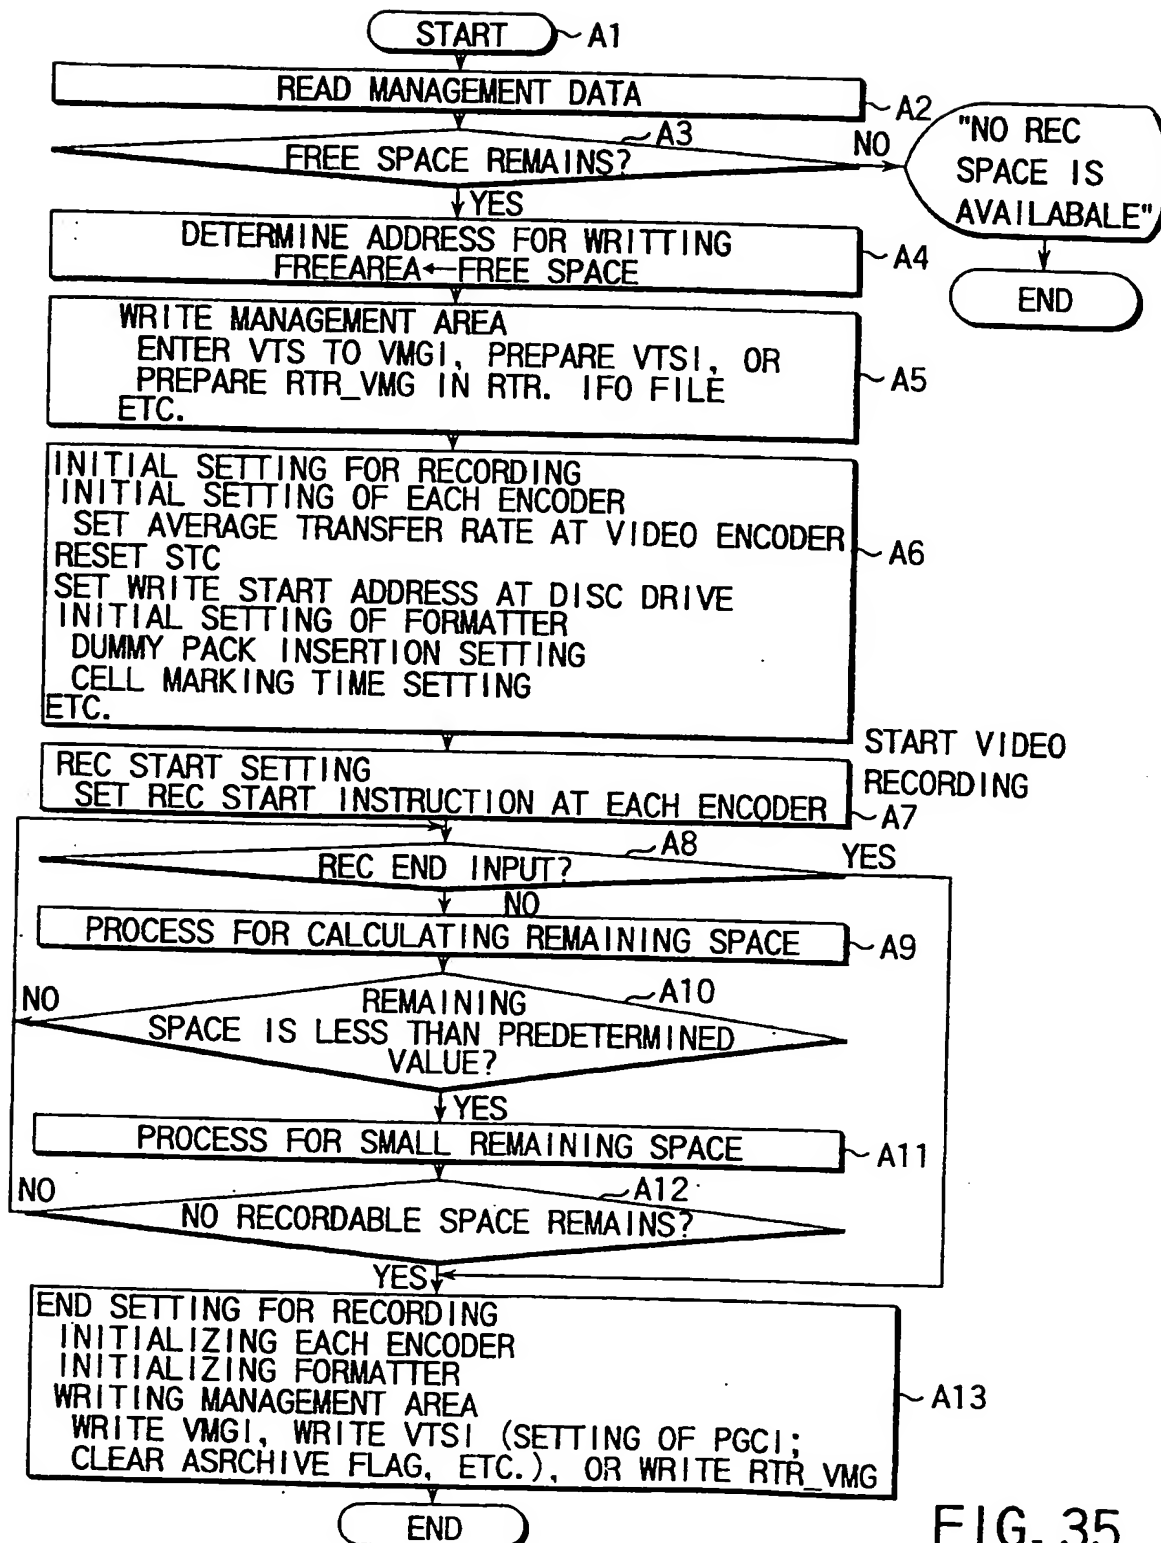 START A1
READ MANAGEMENT DATA A2
A3
FREE SPACE REMAINS? NO
YES
"NO REC
SPACE IS
AVAILABALE"
END
DETERMINE ADDRESS FOR WRITTING
FREEAREA←FREE SPACE
A4
WRITE MANAGEMENT AREA
ENTER VTS TO VMGI, PREPARE VTSI, OR
PREPARE RTR_VMG IN RTR. IFO FILE
ETC.
A5
INITIAL SETTING FOR RECORDING
INITIAL SETTING OF EACH ENCODER
SET AVERAGE TRANSFER RATE AT VIDEO ENCODER
RESET STC
SET WRITE START ADDRESS AT DISC DRIVE
INITIAL SETTING OF FORMATTER
DUMMY PACK INSERTION SETTING
CELL MARKING TIME SETTING
ETC.
A6
START VIDEO
RECORDING
REC START SETTING
SET REC START INSTRUCTION AT EACH ENCODER
A7
A8
REC END INPUT? YES
NO
PROCESS FOR CALCULATING REMAINING SPACE A9
NO
A10
REMAINING
SPACE IS LESS THAN PREDETERMINED
VALUE?
YES
PROCESS FOR SMALL REMAINING SPACE A11
NO
A12
NO RECORDABLE SPACE REMAINS?
YES
END SETTING FOR RECORDING
INITIALIZING EACH ENCODER
INITIALIZING FORMATTER
WRITING MANAGEMENT AREA
WRITE VMGI, WRITE VTSI (SETTING OF PGCI;
CLEAR ASRCHIVE FLAG, ETC.), OR WRITE RTR_VMG
A13
END
FIG. 35